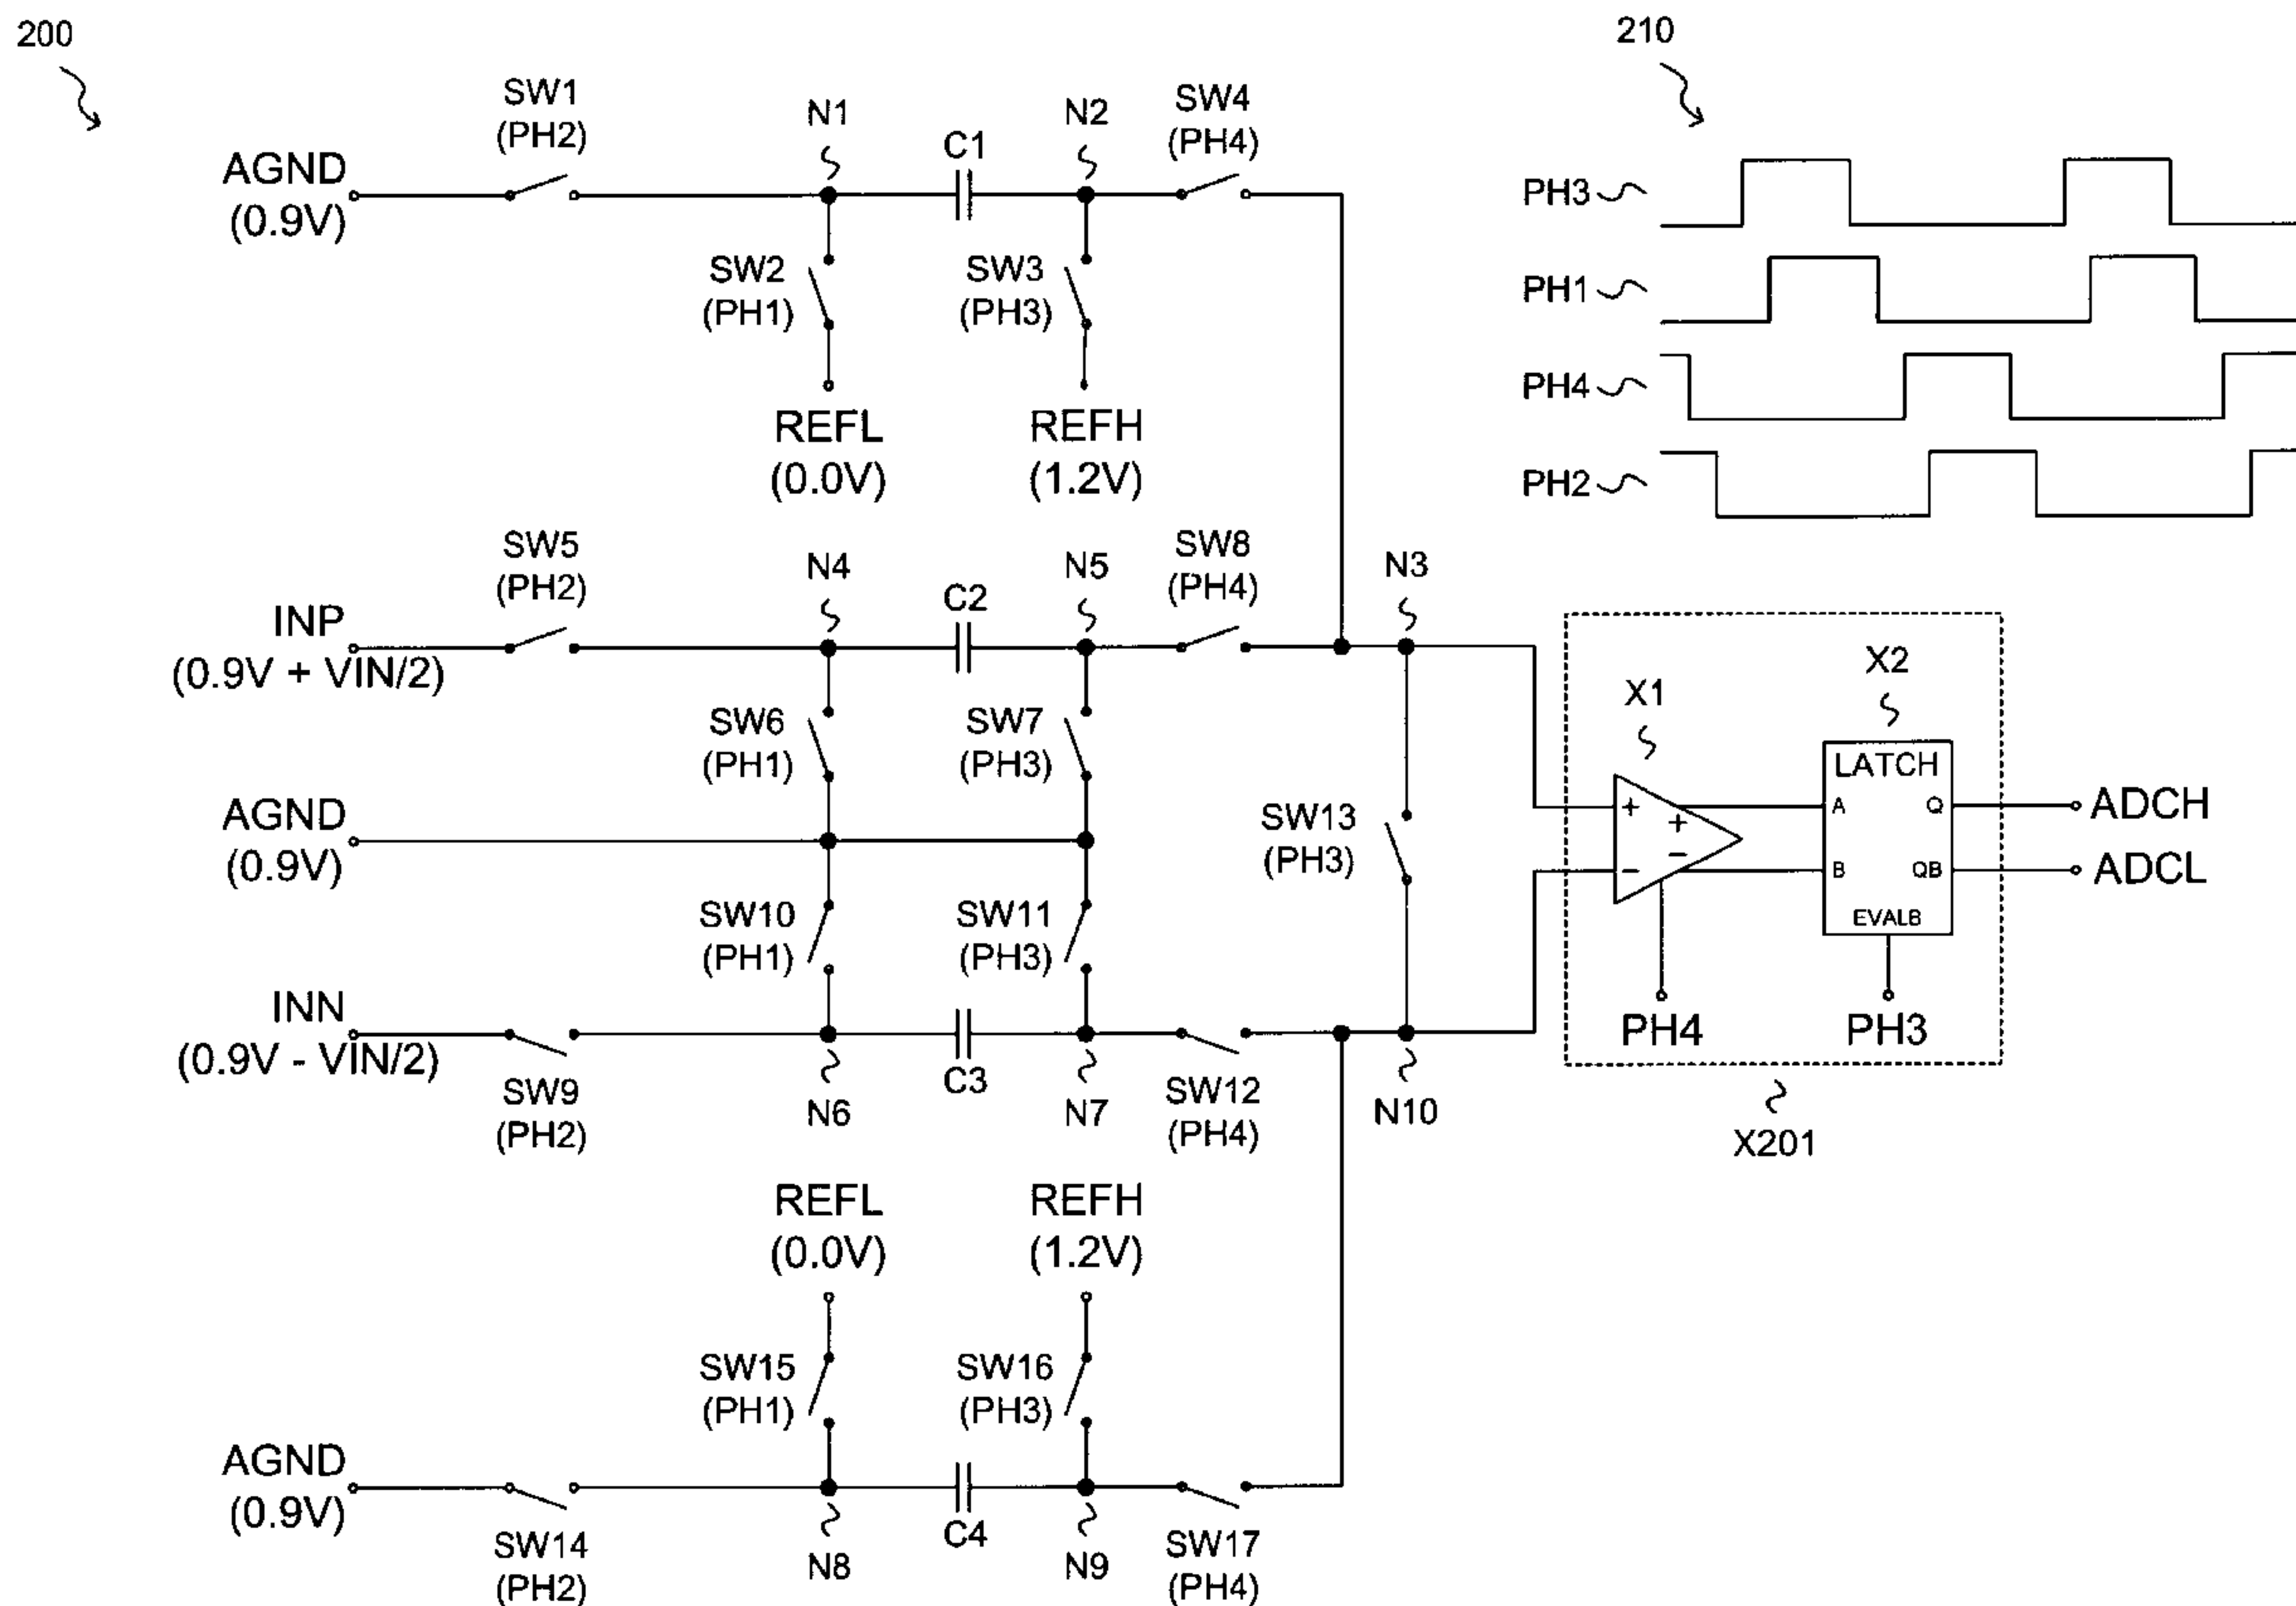 200
210
SW1
(PH2)
N1
C1
N2
SW4
(PH4)
AGND
(0.9V)
SW2
(PH1)
SW3
(PH3)
REFL
(0.0V)
REFH
(1.2V)
PH3
PH1
PH4
PH2
SW5
(PH2)
N4
C2
N5
SW8
(PH4)
N3
INP
(0.9V + VIN/2)
SW6
(PH1)
SW7
(PH3)
AGND
(0.9V)
SW13
(PH3)
SW10
(PH1)
SW11
(PH3)
INN
(0.9V - VIN/2)
SW9
(PH2)
N6
C3
N7
SW12
(PH4)
N10
X1
X2
LATCH
+
+
A
Q
ADCH
-
-
B
QB
ADCL
EVALB
PH4
PH3
X201
REFL
(0.0V)
REFH
(1.2V)
SW15
(PH1)
SW16
(PH3)
AGND
(0.9V)
SW14
(PH2)
N8
C4
N9
SW17
(PH4)